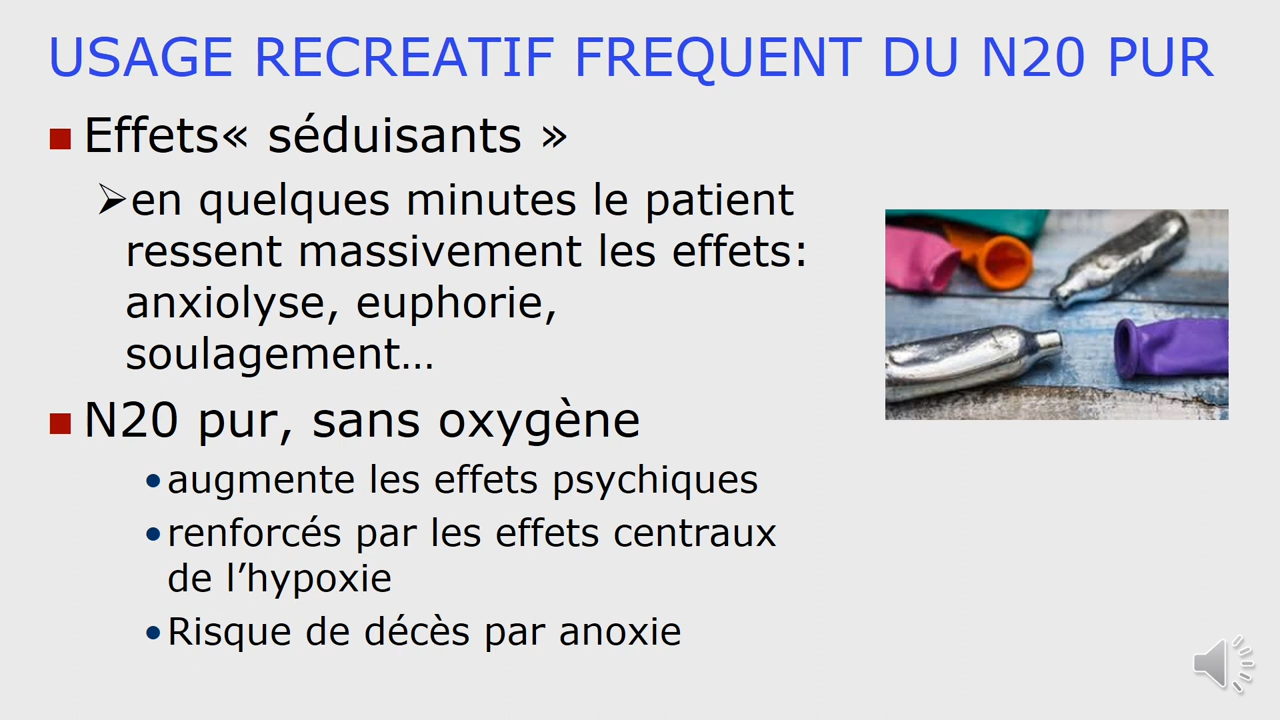 USAGE RECREATIF FREQUENT DU N20 PUR
Effets« séduisants »
en quelques minutes le patient
ressent massivement les effets:
anxiolyse, euphorie,
soulagement…
N20 pur, sans oxygène
augmente les effets psychiques
renforcés par les effets centraux
de l’hypoxie
Risque de décès par anoxie